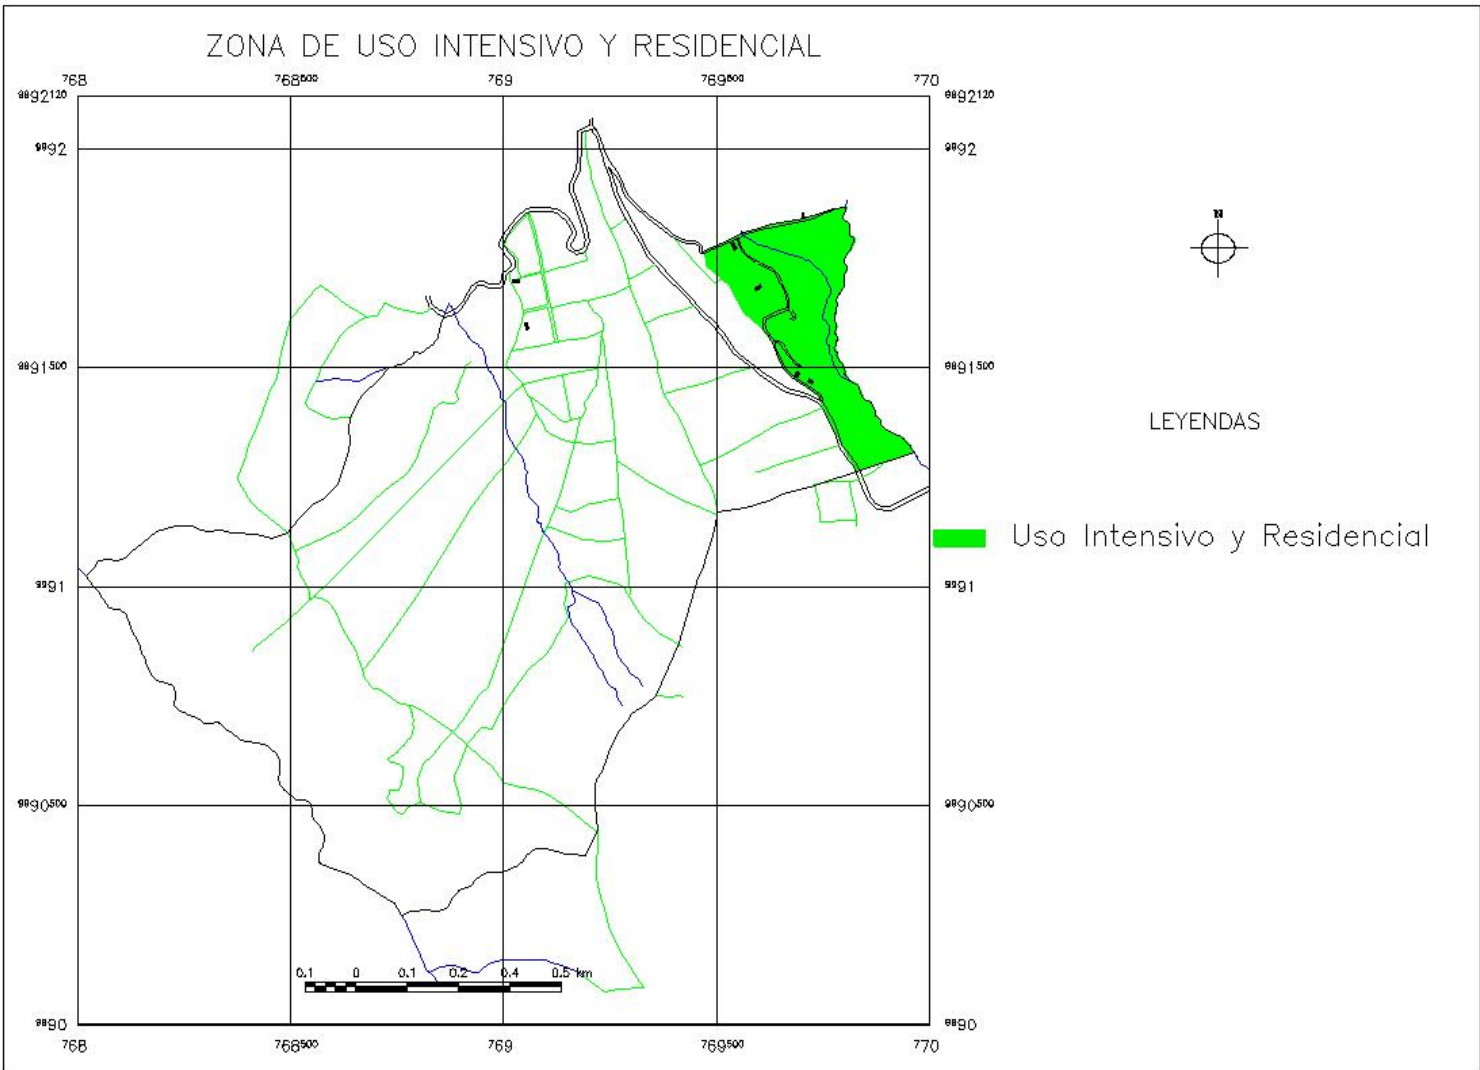 ZONA DE USO INTENSIVO Y RESIDENCIAL
768 768500 769 769500 770
9892120 9892120
9892 9892
N
9891500 9891500
LEYENDAS
Uso Intensivo y Residencial
9891 9891
9890500 9890500
0.1 0 0.1 0.2 0.4 0.5 km
9890 9890
768 768500 769 769500 770